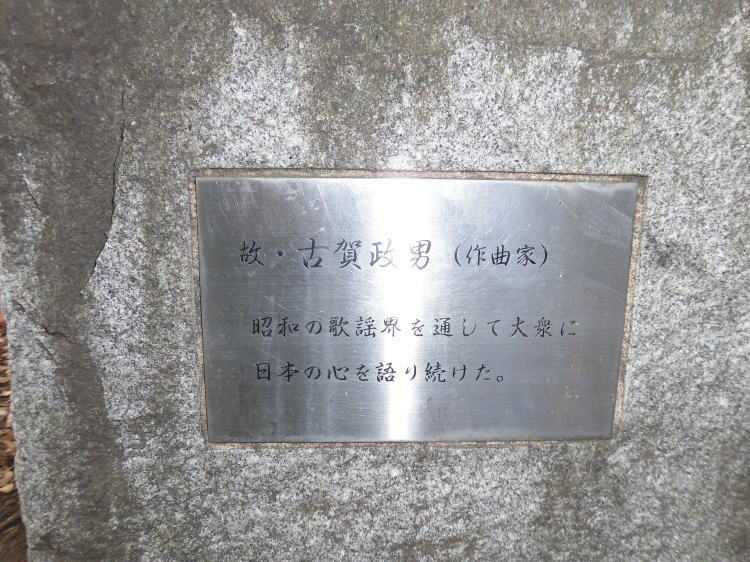 故・古賀政男（作曲家）
昭和の歌謡界を通して大衆に
日本の心を語り続けた。